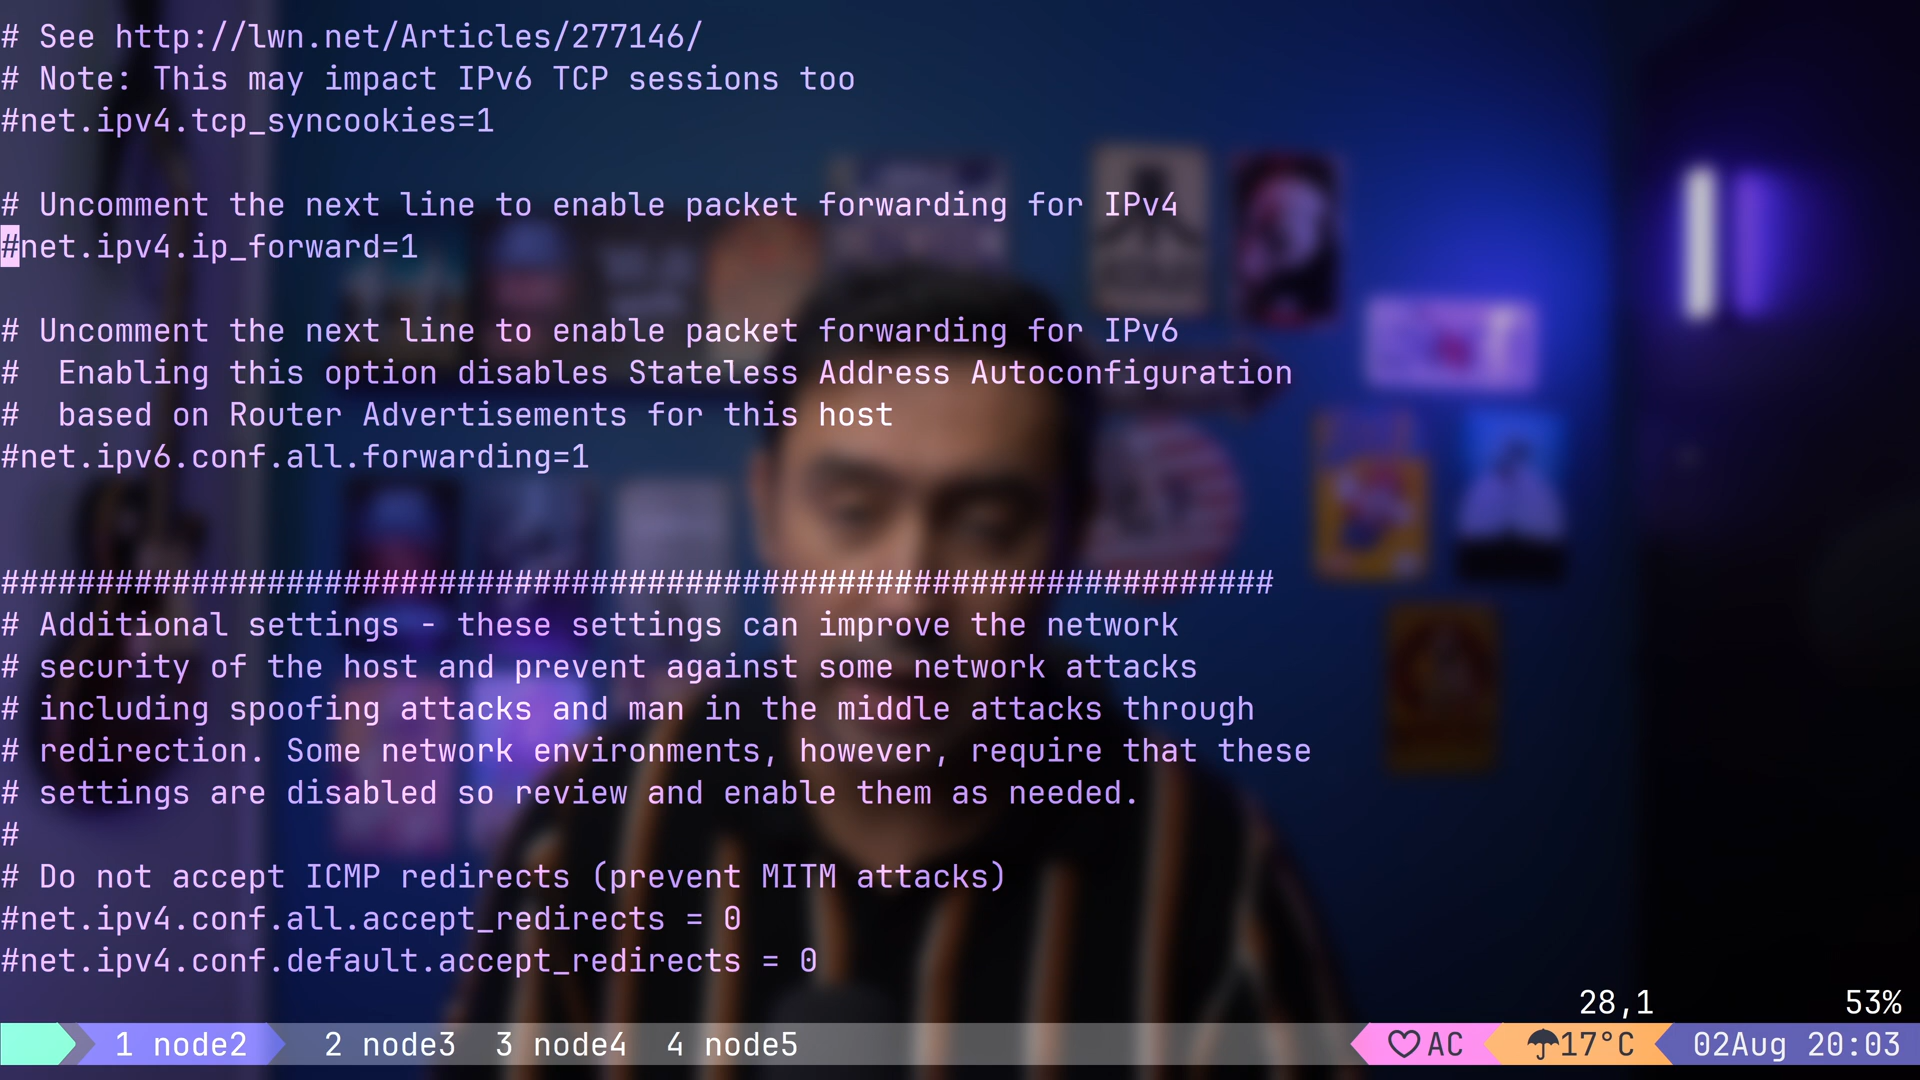 # See http://lwn.net/Articles/277146/
# Note: This may impact IPv6 TCP sessions too
#net.ipv4.tcp_syncookies=1
# Uncomment the next line to enable packet forwarding for IPv4
#net.ipv4.ip_forward=1
# Uncomment the next line to enable packet forwarding for IPv6
#  Enabling this option disables Stateless Address Autoconfiguration
#  based on Router Advertisements for this host
#net.ipv6.conf.all.forwarding=1
###################################################################
# Additional settings - these settings can improve the network
# security of the host and prevent against some network attacks
# including spoofing attacks and man in the middle attacks through
# redirection. Some network environments, however, require that these
# settings are disabled so review and enable them as needed.
#
# Do not accept ICMP redirects (prevent MITM attacks)
#net.ipv4.conf.all.accept_redirects = 0
#net.ipv4.conf.default.accept_redirects = 0
28,1 53%
1 node2 2 node3 3 node4 4 node5 AC 17°C 02Aug 20:03